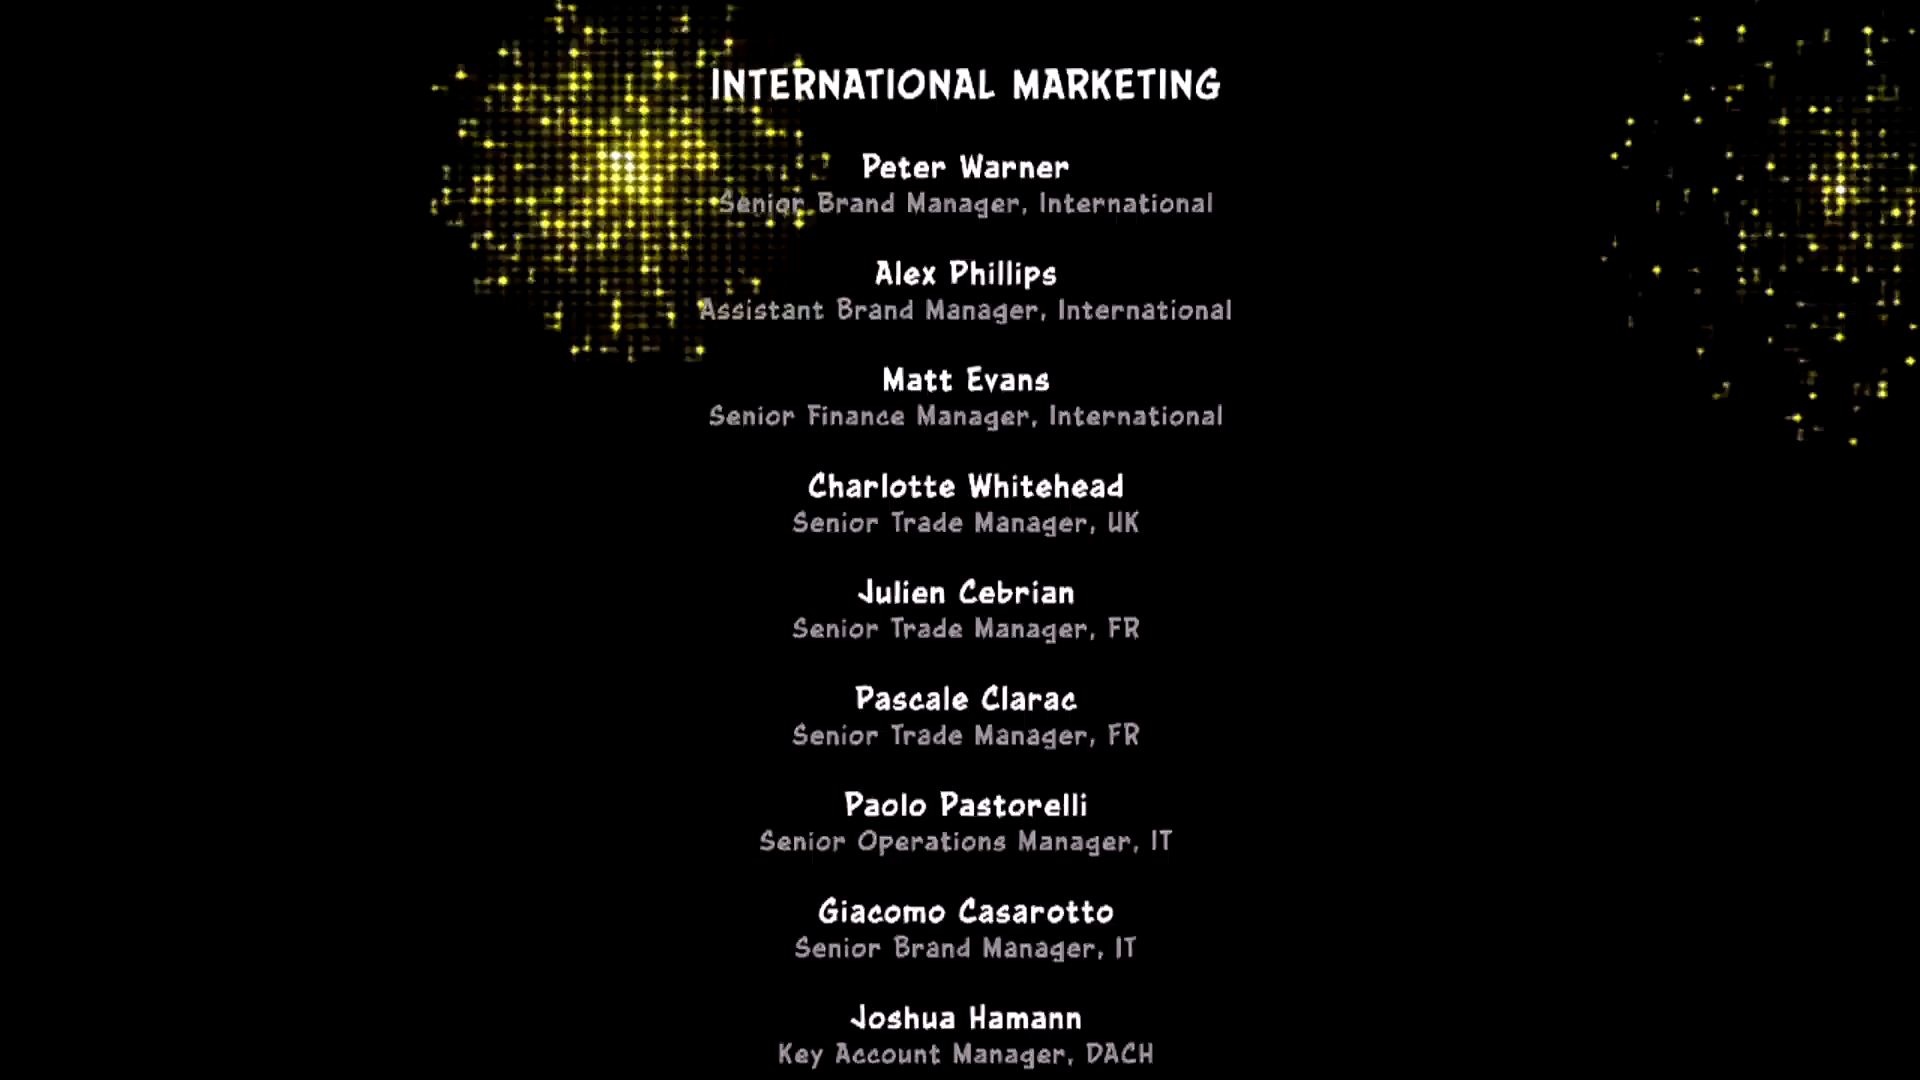 INTERNATIONAL MARKETING
Peter Warner
Senior Brand Manager, International
Alex Phillips
Assistant Brand Manager, International
Matt Evans
Senior Finance Manager, International
Charlotte Whitehead
Senior Trade Manager, UK
Julien Cebrian
Senior Trade Manager, FR
Pascale Clarac
Senior Trade Manager, FR
Paolo Pastorelli
Senior Operations Manager, IT
Giacomo Casarotto
Senior Brand Manager, IT
Joshua Hamann
Key Account Manager, DACH